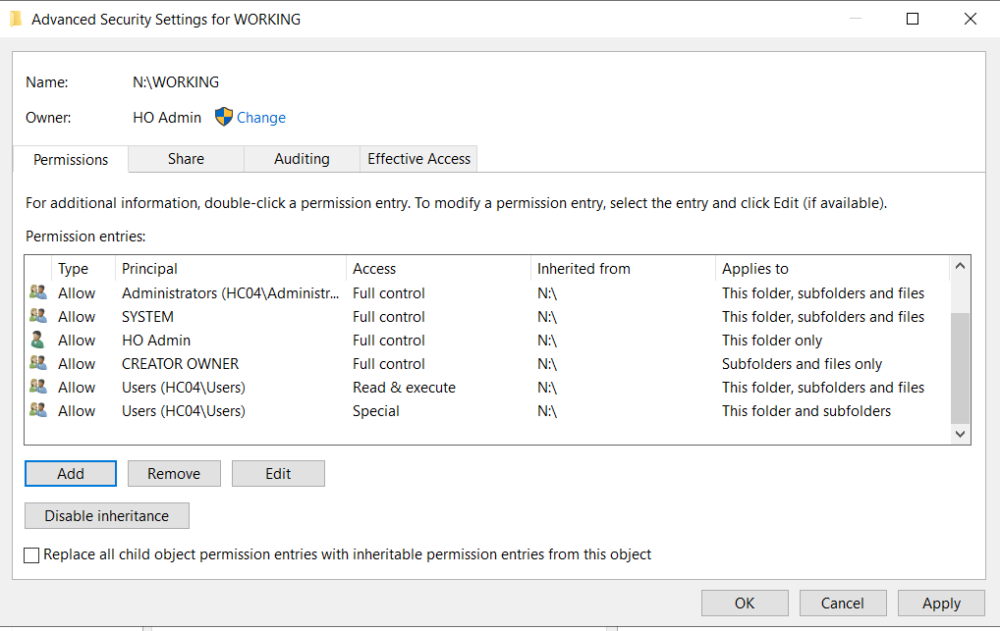 Advanced Security Settings for WORKING
Name: N:\WORKING
Owner: HO Admin Change
Permissions Share Auditing Effective Access
For additional information, double-click a permission entry. To modify a permission entry, select the entry and click Edit (if available).
Permission entries:
Type Principal Access Inherited from Applies to
Allow Administrators (HC04\Administr... Full control N:\ This folder, subfolders and files
Allow SYSTEM Full control N:\ This folder, subfolders and files
Allow HO Admin Full control N:\ This folder only
Allow CREATOR OWNER Full control N:\ Subfolders and files only
Allow Users (HC04\Users) Read & execute N:\ This folder, subfolders and files
Allow Users (HC04\Users) Special N:\ This folder and subfolders
Add Remove Edit
Disable inheritance
Replace all child object permission entries with inheritable permission entries from this object
OK Cancel Apply